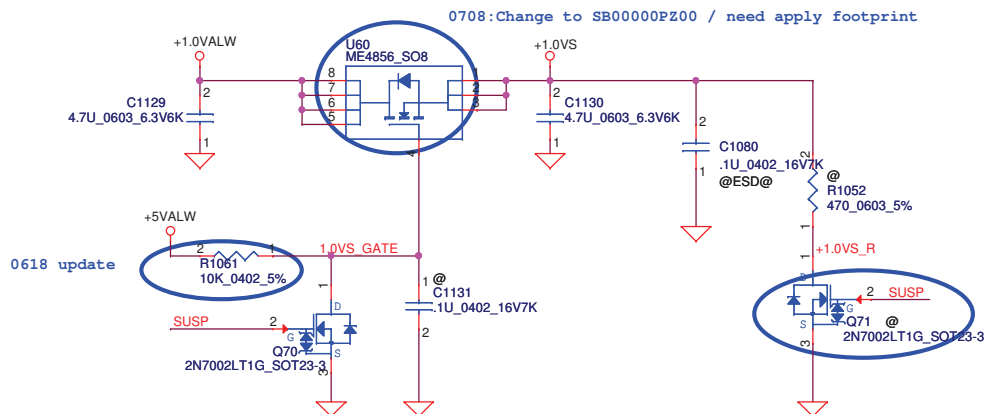 0708:Change to SB00000PZ00 / need apply footprint
+1.0VALW
U60
ME4856_SO8
+1.0VS
8
7
6
5
1
2
3
4
2
C1129
4.7U_0603_6.3V6K
1
2
C1130
4.7U_0603_6.3V6K
1
2
C1080
.1U_0402_16V7K
1
@ESD@
2
@
R1052
470_0603_5%
1
+5VALW
2
1
R1061
10K_0402_5%
0618 update
1.0VS_GATE
1
@
C1131
.1U_0402_16V7K
2
+1.0VS_R
1
D
SUSP
2
G
S
Q70
2N7002LT1G_SOT23-3
3
1
D
SUSP
2
G
S
Q71
@
2N7002LT1G_SOT23-3
3